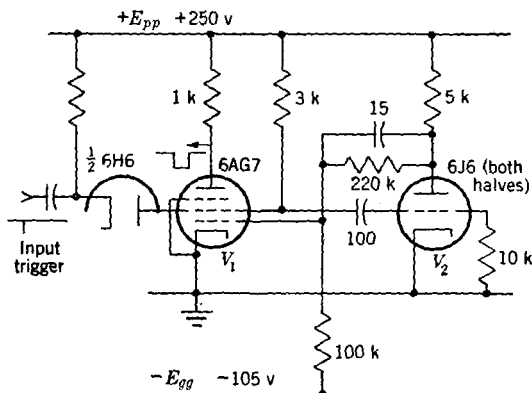 +E_pp +250 v
1 k
3 k
5 k
15
½ 6H6
6AG7
220 k
6J6 (both
halves)
Input
trigger
V₁
100
V₂
10 k
100 k
−E_gg −105 v